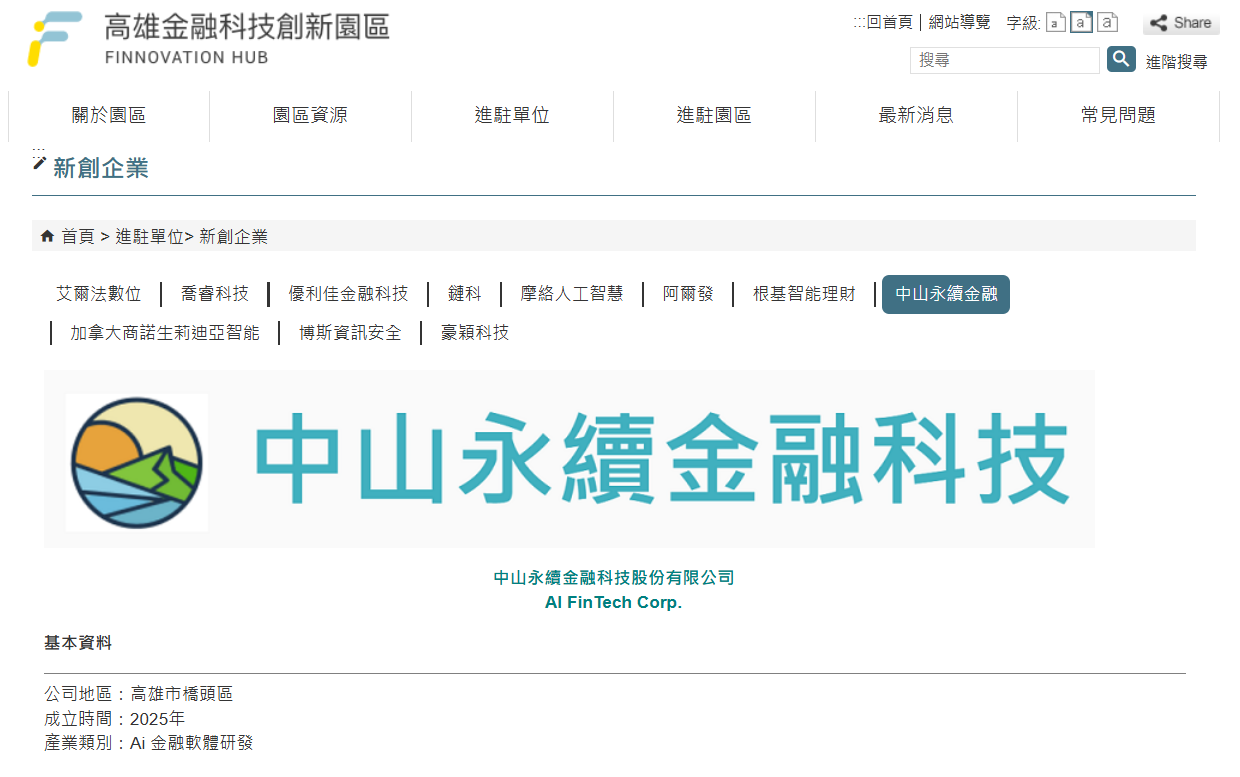 高雄金融科技創新園區
FINNOVATION HUB
:::回首頁 | 網站導覽 字級: a a a Share
搜尋 進階搜尋
關於園區 園區資源 進駐單位 進駐園區 最新消息 常見問題
:::
新創企業
首頁 > 進駐單位> 新創企業
艾爾法數位 | 喬睿科技 | 優利佳金融科技 | 鏈科 | 摩絡人工智慧 | 阿爾發 | 根基智能理財 | 中山永續金融
| 加拿大商諾生莉迪亞智能 | 博斯資訊安全 | 豪穎科技
中山永續金融科技
中山永續金融科技股份有限公司
AI FinTech Corp.
基本資料
公司地區：高雄市橋頭區
成立時間：2025年
產業類別：Ai 金融軟體研發